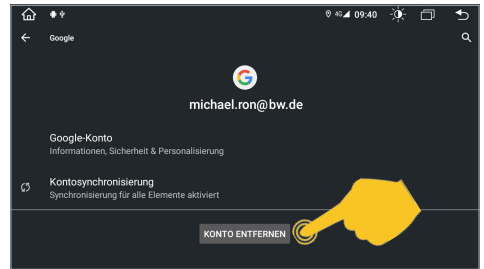 4G 09:40
Google
michael.ron@bw.de
Google-Konto
Informationen, Sicherheit & Personalisierung
Kontosynchronisierung
Synchronisierung für alle Elemente aktiviert
KONTO ENTFERNEN